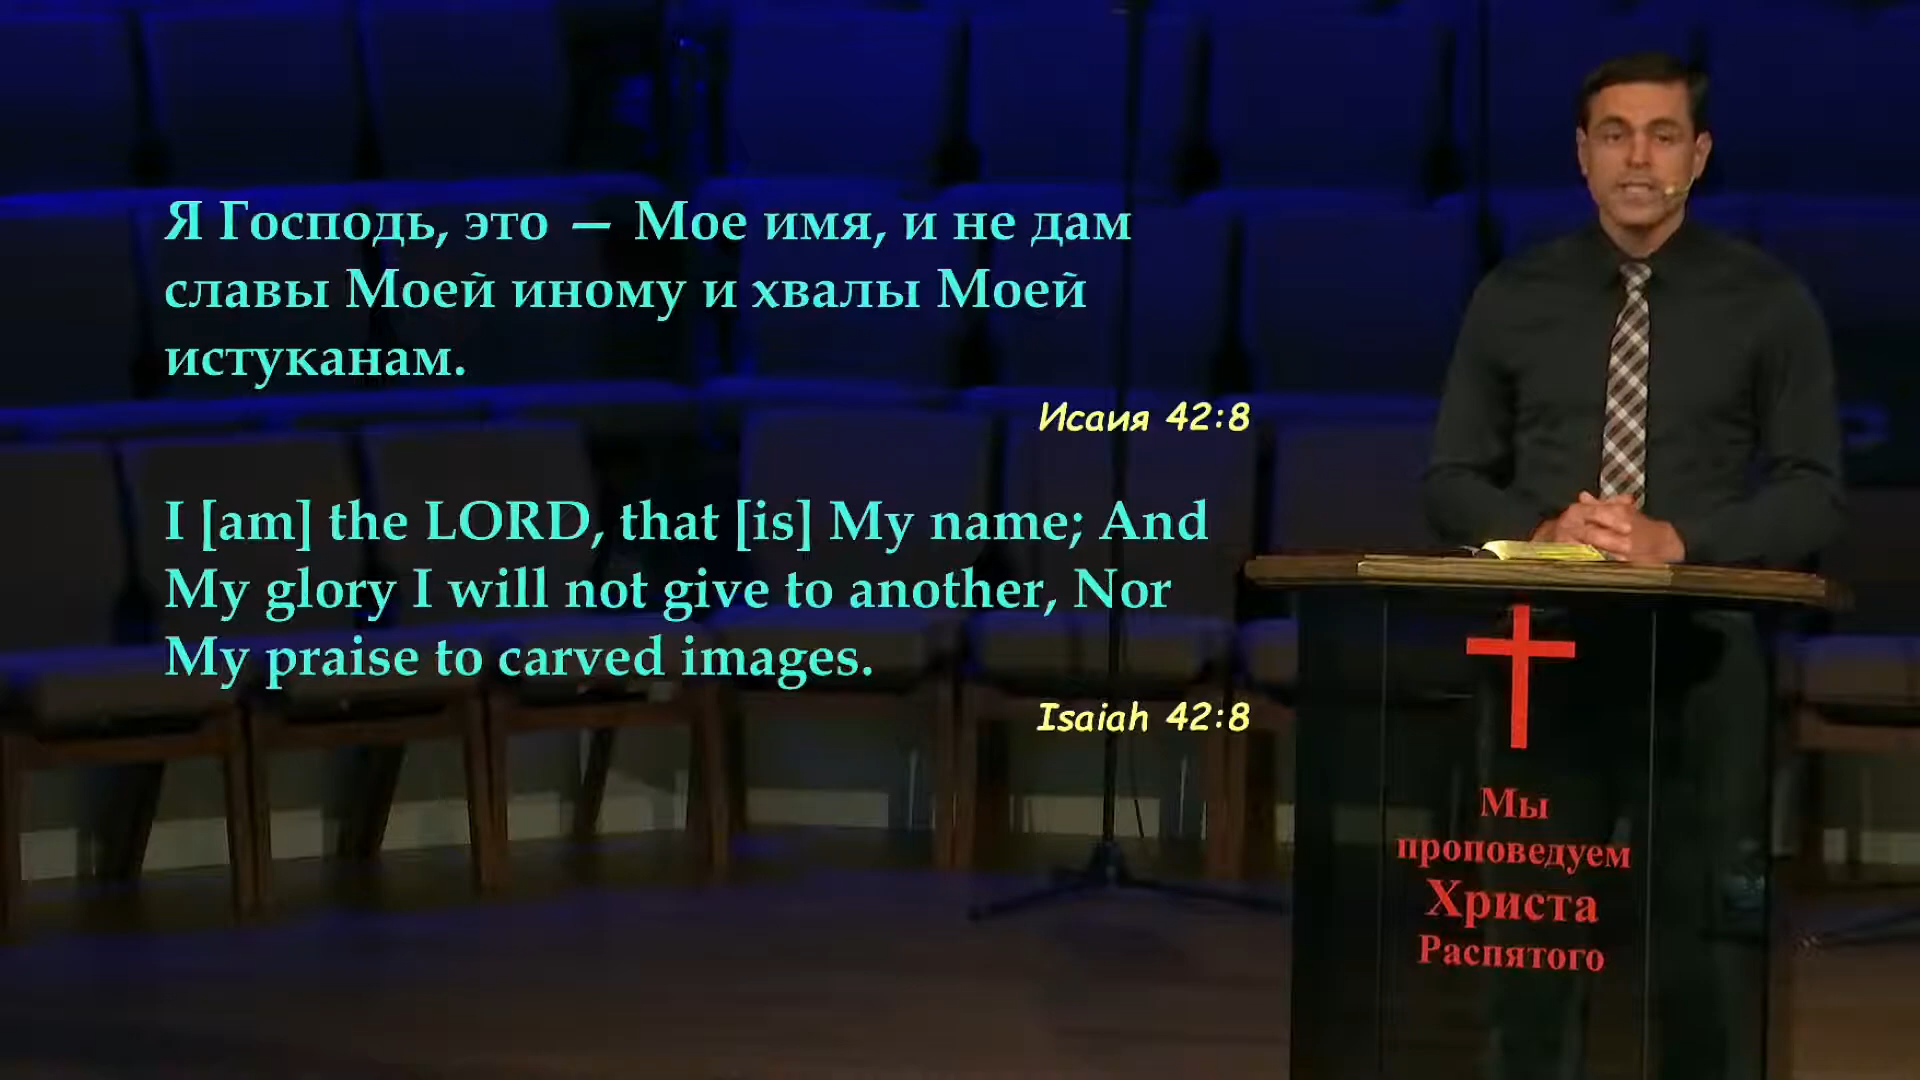 Я Господь, это — Мое имя, и не дам
славы Моей иному и хвалы Моей
истуканам.
Исаия 42:8
I [am] the LORD, that [is] My name; And
My glory I will not give to another, Nor
My praise to carved images.
Isaiah 42:8
Мы
проповедуем
Христа
Распятого